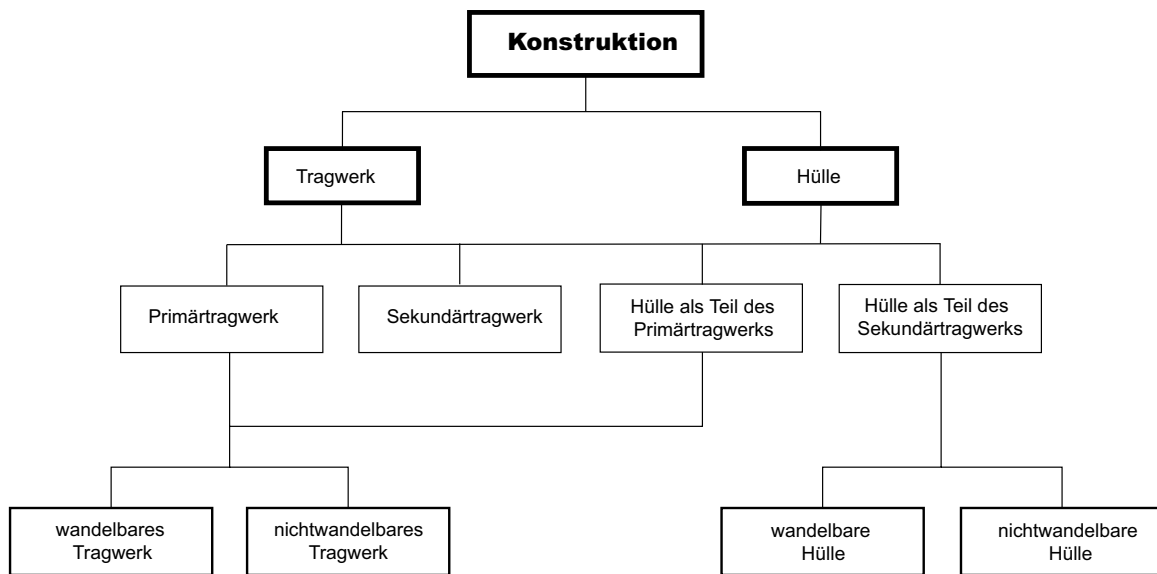 Konstruktion
Tragwerk
Hülle
Primärtragwerk
Sekundärtragwerk
Hülle als Teil des
Primärtragwerks
Hülle als Teil des
Sekundärtragwerks
wandelbares
Tragwerk
nichtwandelbares
Tragwerk
wandelbare
Hülle
nichtwandelbare
Hülle